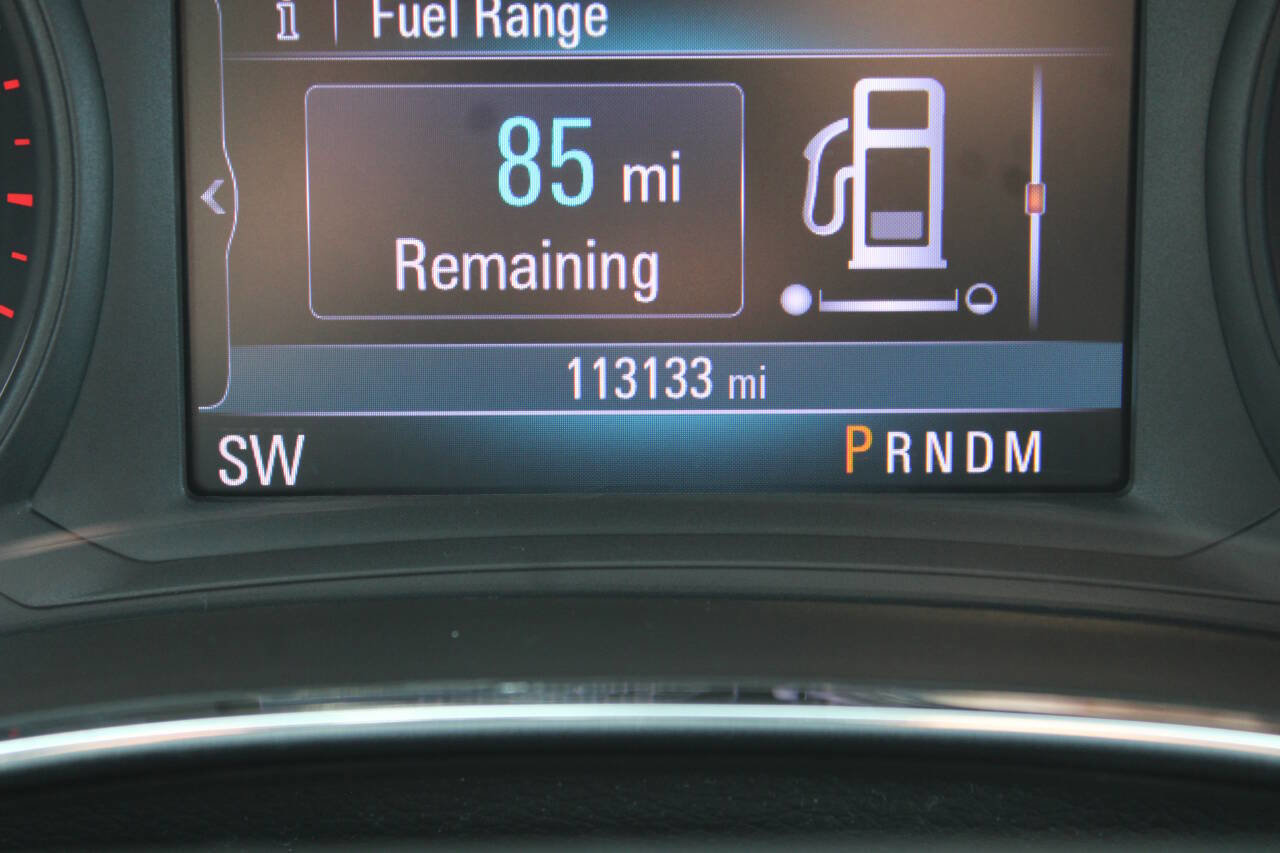 i Fuel Range
85 mi
Remaining
113133 mi
SW PRNDM